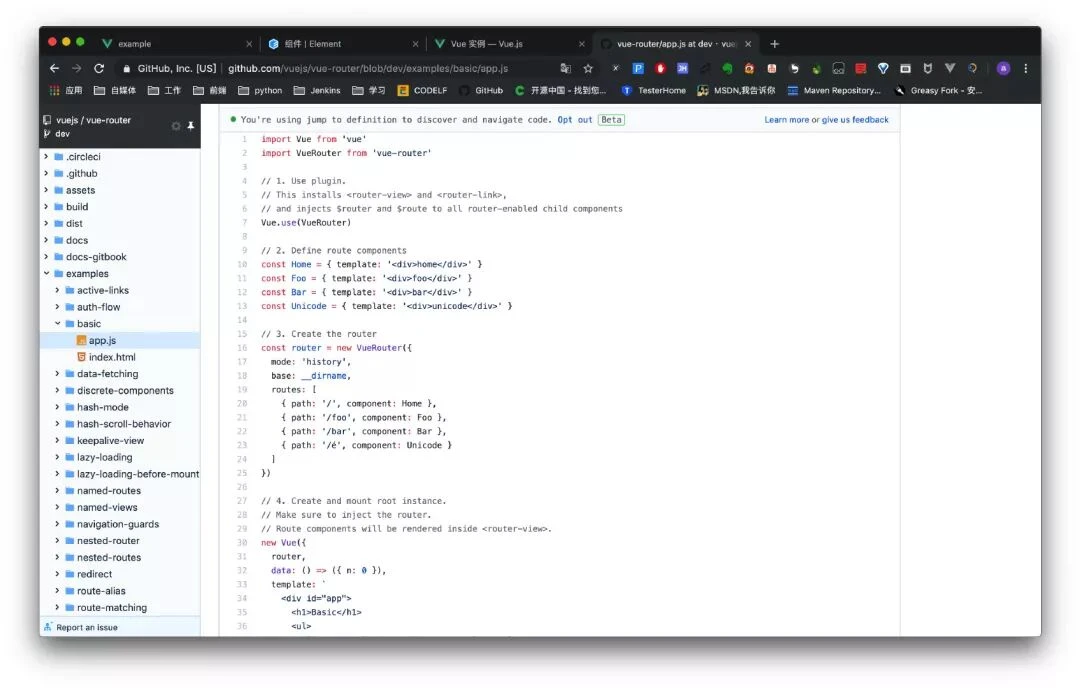 example
组件 | Element
Vue 实例 — Vue.js
vue-router/app.js at dev · vue
GitHub, Inc. [US] | github.com/vuejs/vue-router/blob/dev/examples/basic/app.js
应用 自媒体 工作 前端 python Jenkins 学习 CODELF GitHub 开源中国 - 找到您... TesterHome MSDN,我告诉你 Maven Repository... Greasy Fork - 安...
vuejs / vue-router
dev
.circleci
.github
assets
build
dist
docs
docs-gitbook
examples
active-links
auth-flow
basic
app.js
index.html
data-fetching
discrete-components
hash-mode
hash-scroll-behavior
keepalive-view
lazy-loading
lazy-loading-before-mount
named-routes
named-views
navigation-guards
nested-router
nested-routes
redirect
route-alias
route-matching
Report an issue
You're using jump to definition to discover and navigate code. Opt out Beta
Learn more or give us feedback
1 import Vue from 'vue'
2 import VueRouter from 'vue-router'
3
4 // 1. Use plugin.
5 // This installs <router-view> and <router-link>,
6 // and injects $router and $route to all router-enabled child components
7 Vue.use(VueRouter)
8
9 // 2. Define route components
10 const Home = { template: '<div>home</div>' }
11 const Foo = { template: '<div>foo</div>' }
12 const Bar = { template: '<div>bar</div>' }
13 const Unicode = { template: '<div>unicode</div>' }
14
15 // 3. Create the router
16 const router = new VueRouter({
17 mode: 'history',
18 base: __dirname,
19 routes: [
20 { path: '/', component: Home },
21 { path: '/foo', component: Foo },
22 { path: '/bar', component: Bar },
23 { path: '/é', component: Unicode }
24 ]
25 })
26
27 // 4. Create and mount root instance.
28 // Make sure to inject the router.
29 // Route components will be rendered inside <router-view>.
30 new Vue({
31 router,
32 data: () => ({ n: 0 }),
33 template: `
34 <div id="app">
35 <h1>Basic</h1>
36 <ul>